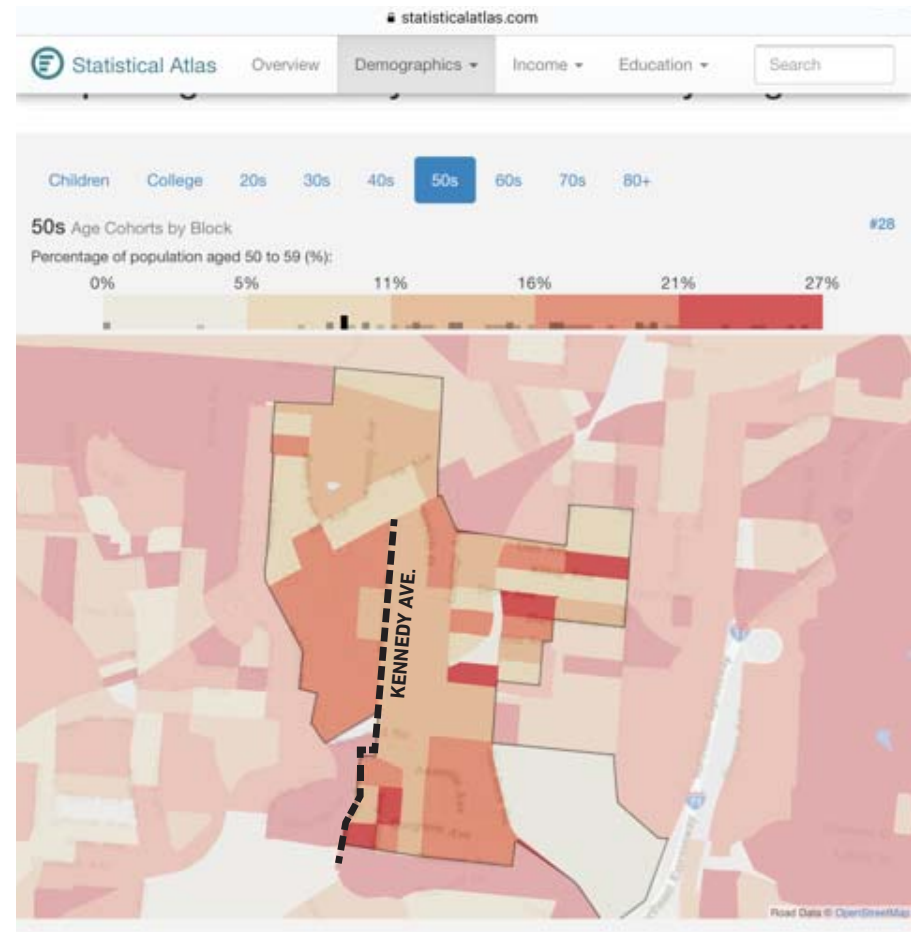 statisticalatlas.com
Statistical Atlas Overview Demographics Income Education Search
Children College 20s 30s 40s 50s 60s 70s 80+
50s Age Cohorts by Block #28
Percentage of population aged 50 to 59 (%):
0% 5% 11% 16% 21% 27%
KENNEDY AVE.
Road Data © OpenStreetMap